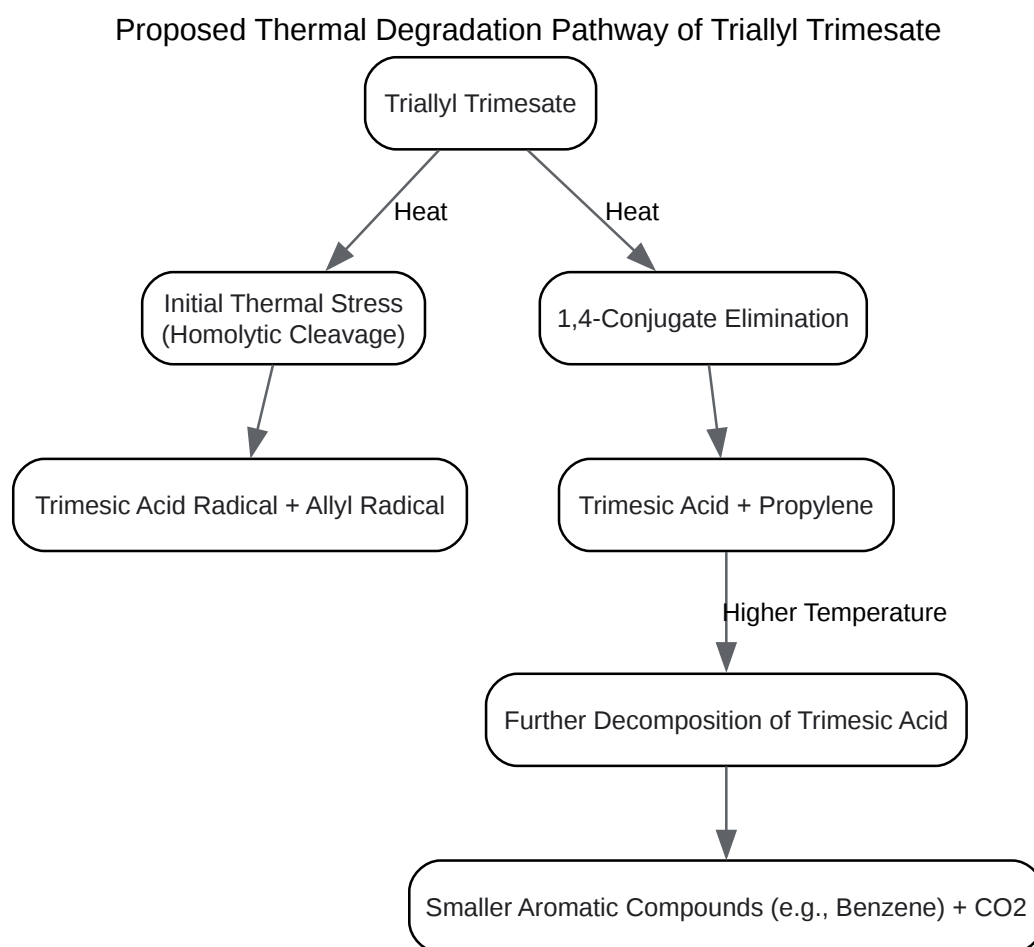 Proposed Thermal Degradation Pathway of Triallyl Trimesate
Triallyl Trimesate
Heat
Heat
Initial Thermal Stress
(Homolytic Cleavage)
1,4-Conjugate Elimination
Trimesic Acid Radical + Allyl Radical
Trimesic Acid + Propylene
Higher Temperature
Further Decomposition of Trimesic Acid
Smaller Aromatic Compounds (e.g., Benzene) + CO2